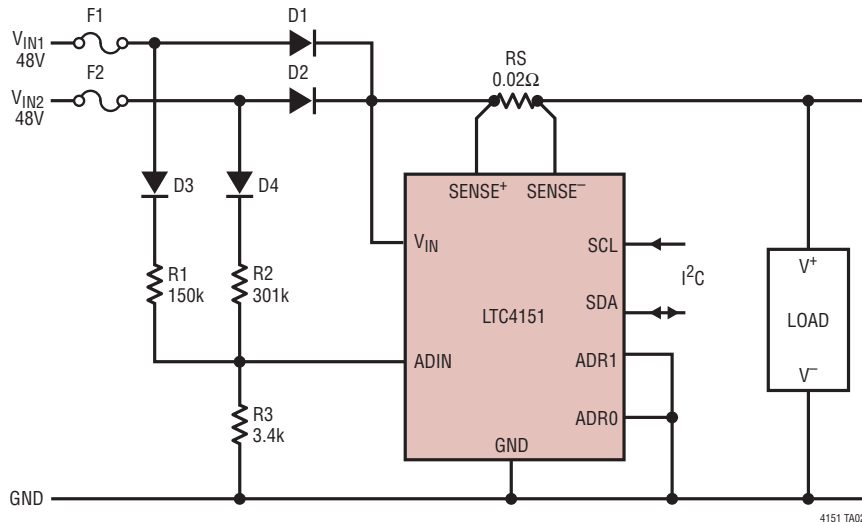 F1
D1
VIN1
48V
F2
D2
VIN2
48V
RS
0.02Ω
D3
D4
SENSE+ SENSE–
VIN
SCL
I2C
R1
150k
R2
301k
LTC4151
SDA
V+
LOAD
V–
ADIN
ADR1
R3
3.4k
ADR0
GND
GND
4151 TA02